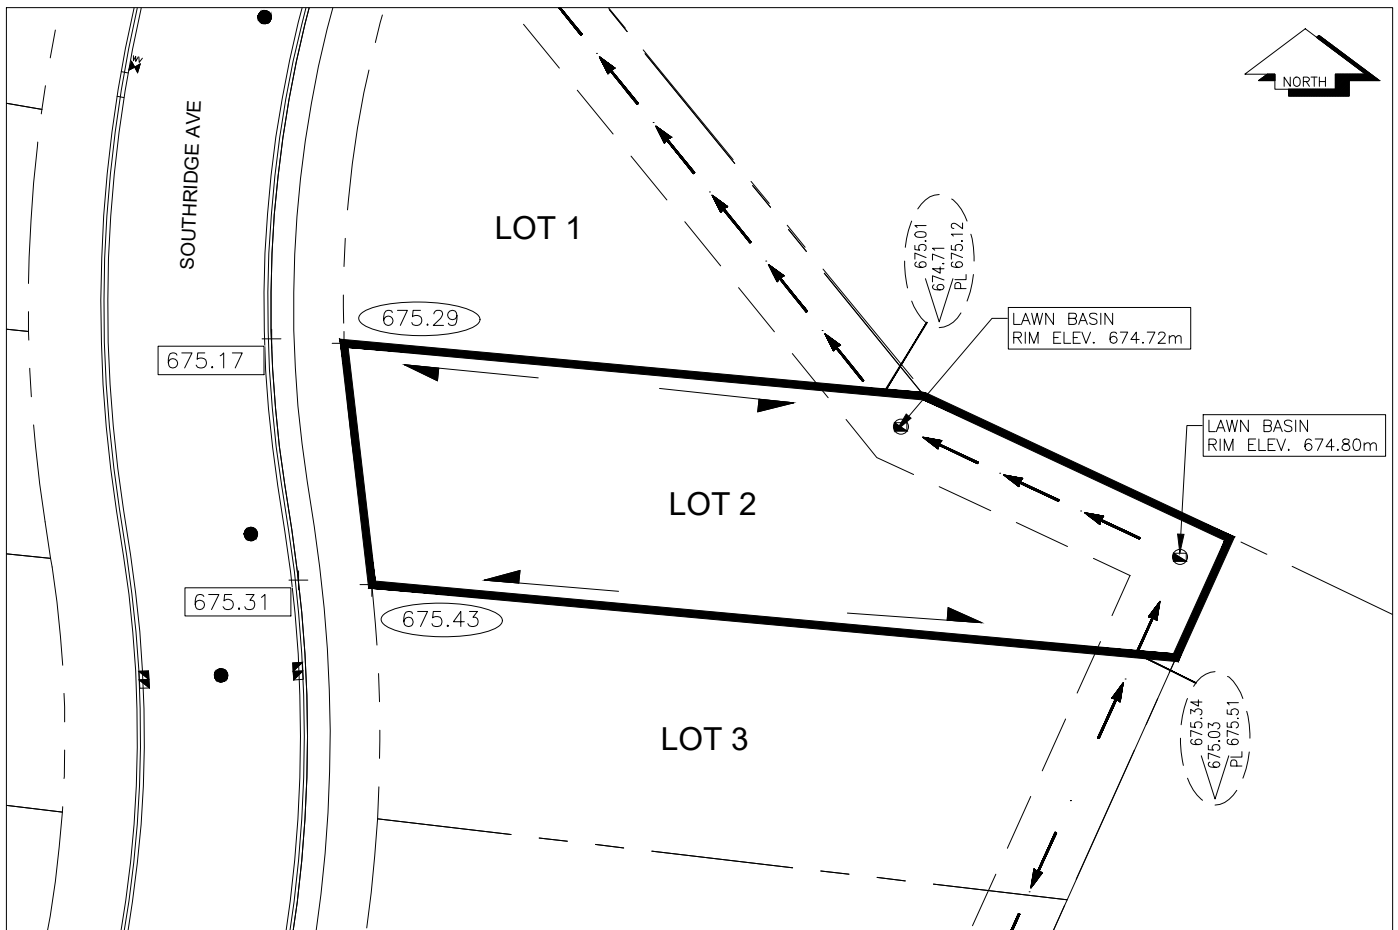 WV
NORTH
SOUTHRIDGE AVE
LOT 1
675.01
674.71
PL 675.12
675.29
LAWN BASIN
RIM ELEV. 674.72m
675.17
LAWN BASIN
RIM ELEV. 674.80m
LOT 2
675.31
675.43
675.34
675.03
PL 675.51
LOT 3